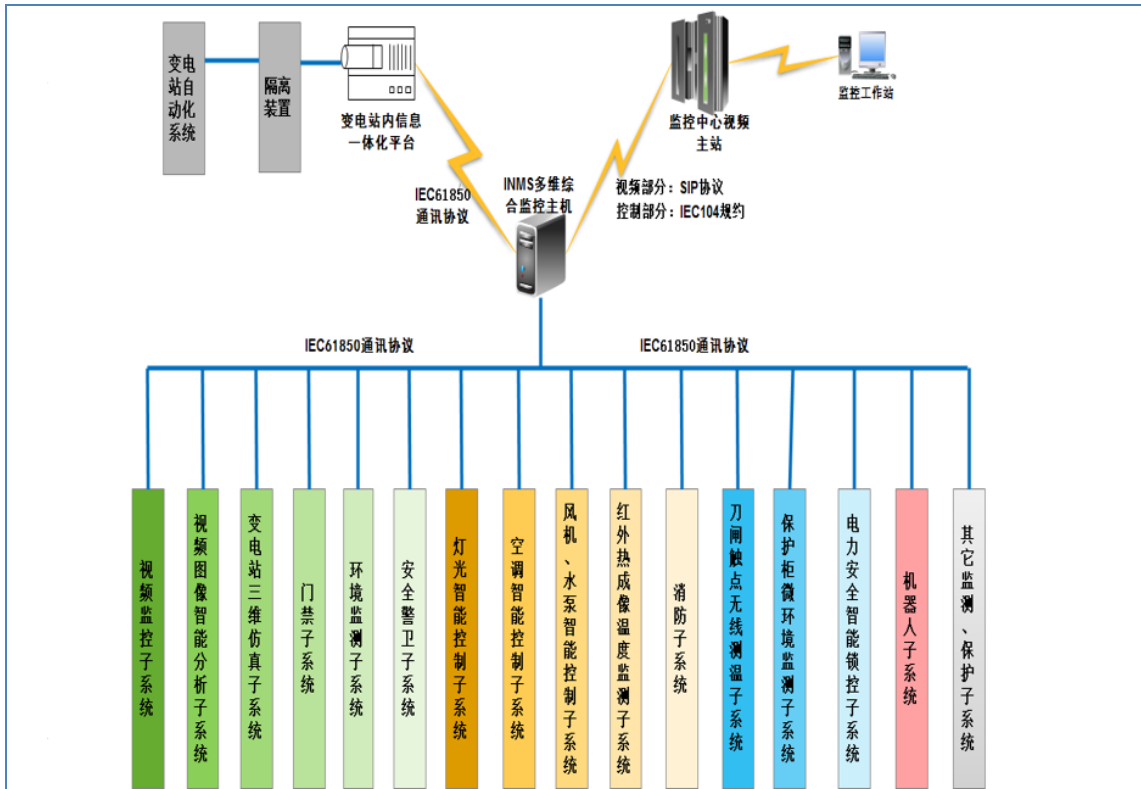 变电
站自
动化
系统
隔离
装置
变电站内信息
一体化平台
监控中心视频
主站
监控工作站
IEC61850
通讯协议
INMS多维综
合监控主机
视频部分：SIP协议
控制部分：IEC104规约
IEC61850通讯协议
IEC61850通讯协议
视频监控子系统
视频图像智能分析子系统
变电站三维仿真子系统
门禁子系统
环境监测子系统
安全警卫子系统
灯光智能控制子系统
空调智能控制子系统
风机、水泵智能控制子系统
红外热成像温度监测子系统
消防子系统
刀闸触点无线测温子系统
保护柜微环境监测子系统
电力安全智能锁控子系统
机器人子系统
其它监测、保护子系统